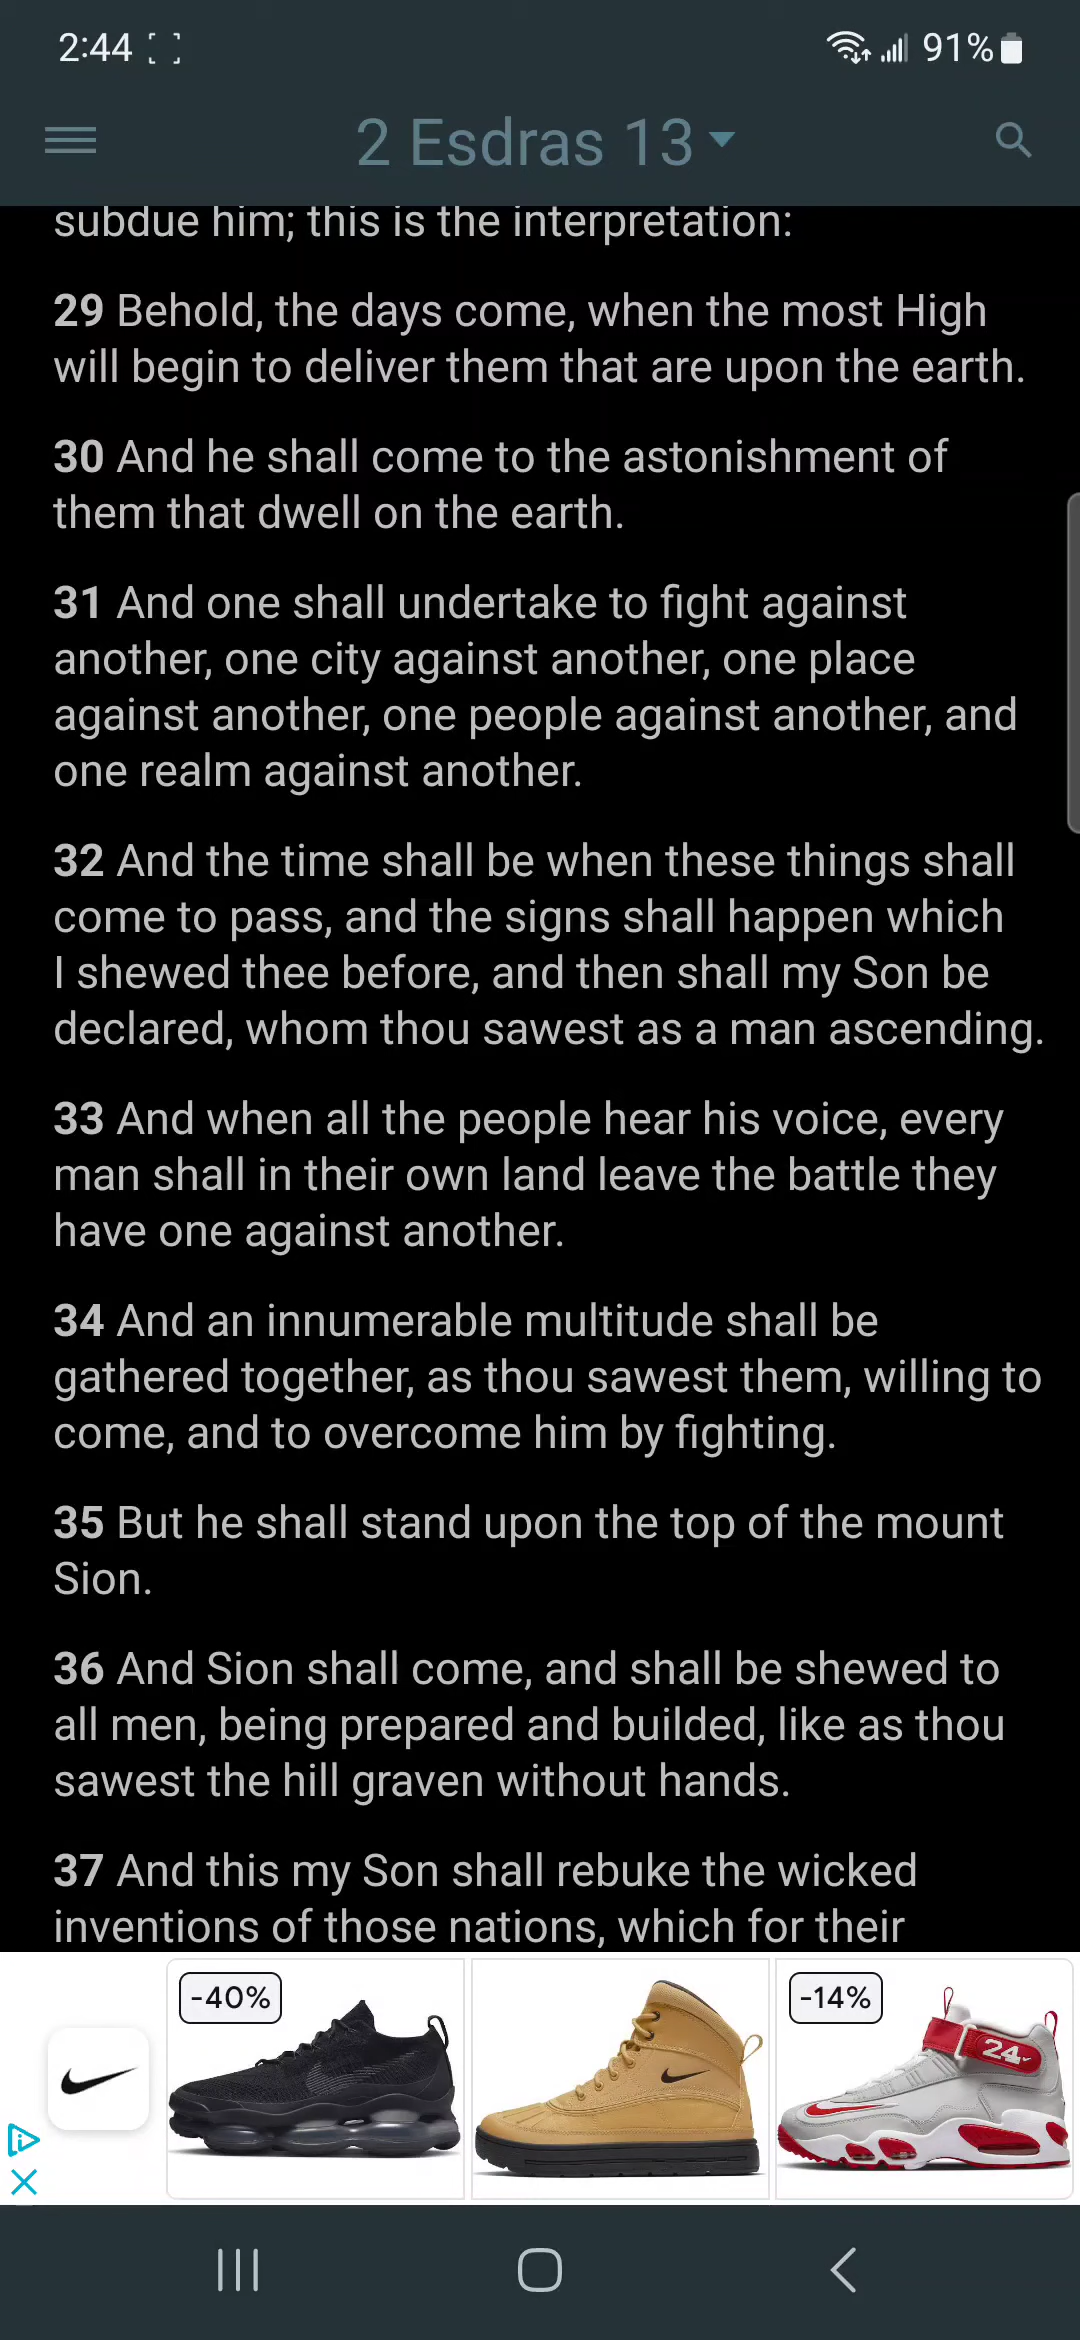 2:44
91%
2 Esdras 13
subdue him; this is the interpretation:
29 Behold, the days come, when the most High
will begin to deliver them that are upon the earth.
30 And he shall come to the astonishment of
them that dwell on the earth.
31 And one shall undertake to fight against
another, one city against another, one place
against another, one people against another, and
one realm against another.
32 And the time shall be when these things shall
come to pass, and the signs shall happen which
I shewed thee before, and then shall my Son be
declared, whom thou sawest as a man ascending.
33 And when all the people hear his voice, every
man shall in their own land leave the battle they
have one against another.
34 And an innumerable multitude shall be
gathered together, as thou sawest them, willing to
come, and to overcome him by fighting.
35 But he shall stand upon the top of the mount
Sion.
36 And Sion shall come, and shall be shewed to
all men, being prepared and builded, like as thou
sawest the hill graven without hands.
37 And this my Son shall rebuke the wicked
inventions of those nations, which for their
-40%
-14%
24